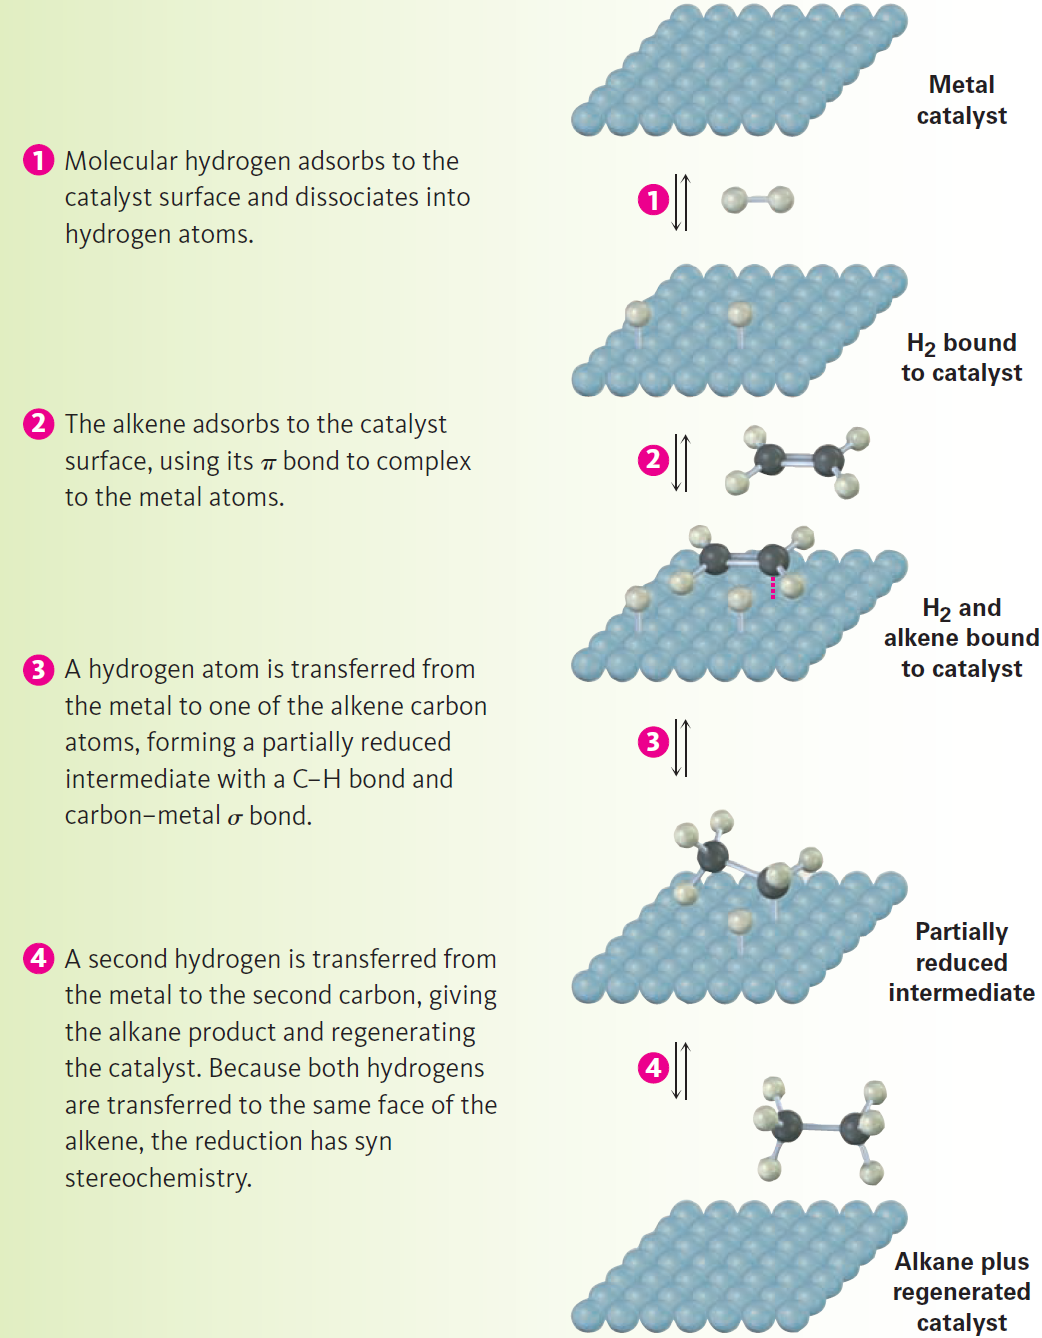 Metal
catalyst
1 Molecular hydrogen adsorbs to the
catalyst surface and dissociates into
hydrogen atoms.
1
H₂ bound
to catalyst
2 The alkene adsorbs to the catalyst
surface, using its π bond to complex
to the metal atoms.
2
H₂ and
alkene bound
to catalyst
3 A hydrogen atom is transferred from
the metal to one of the alkene carbon
atoms, forming a partially reduced
intermediate with a C–H bond and
carbon–metal σ bond.
3
Partially
reduced
intermediate
4 A second hydrogen is transferred from
the metal to the second carbon, giving
the alkane product and regenerating
the catalyst. Because both hydrogens
are transferred to the same face of the
alkene, the reduction has syn
stereochemistry.
4
Alkane plus
regenerated
catalyst